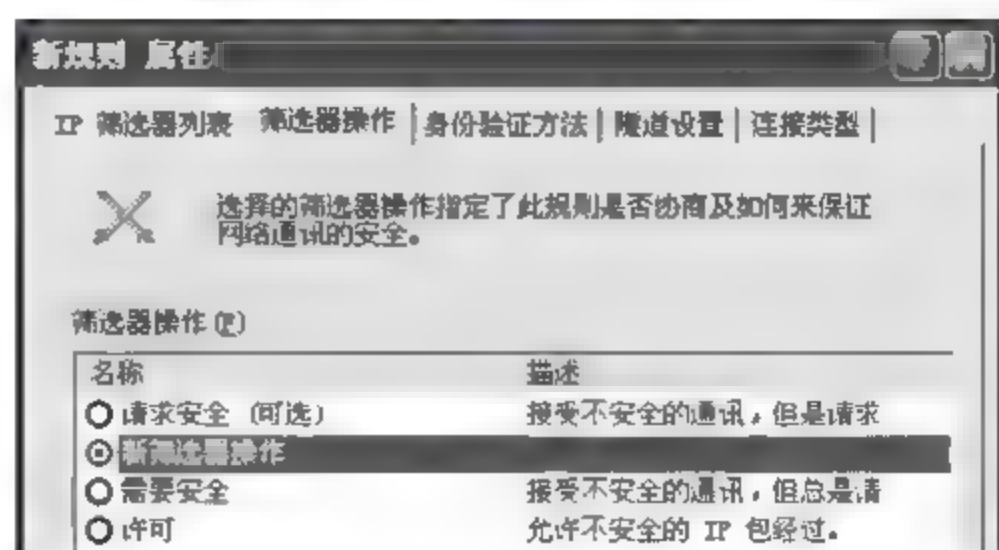 新规则 属性
IP 筛选器列表 筛选器操作 身份验证方法 隧道设置 连接类型
选择的筛选器操作指定了此规则是否协商及如何来保证
网络通讯的安全。
筛选器操作(F)
名称 描述
请求安全 (可选) 接受不安全的通讯，但是请求
新筛选器操作
需要安全 接受不安全的通讯，但总是请
许可 允许不安全的 IP 包经过。